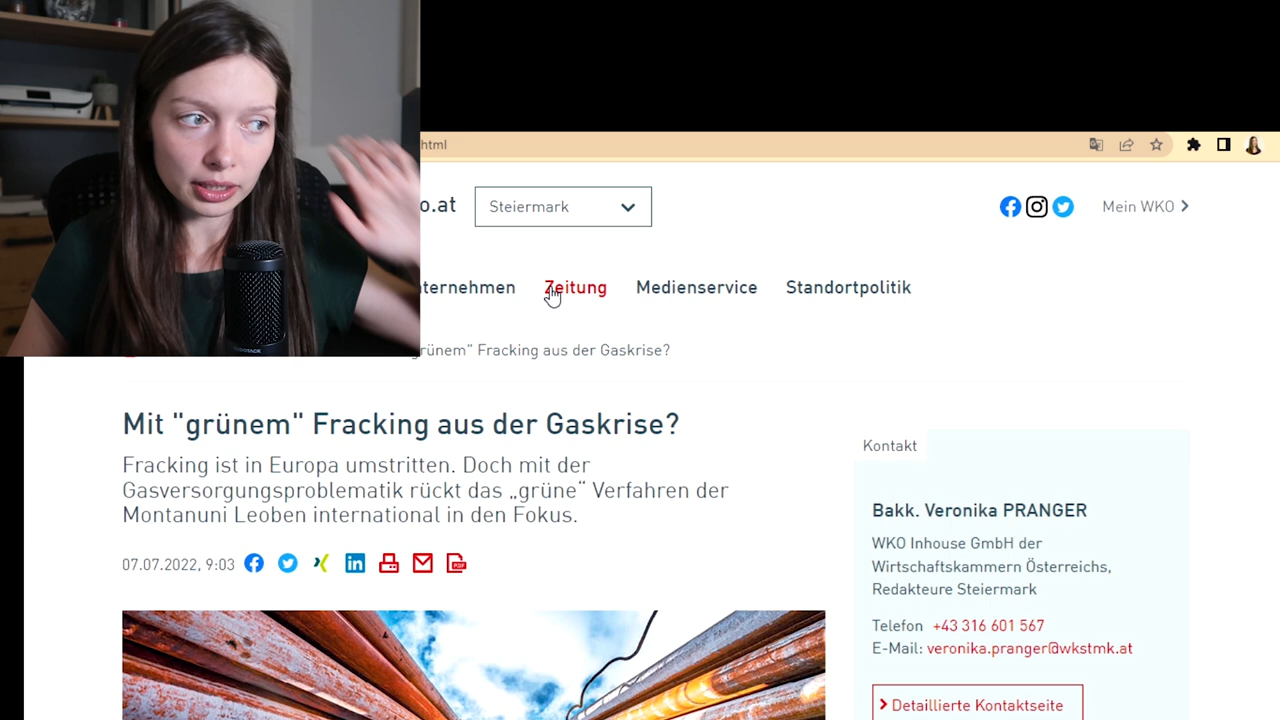 html
o.at
Steiermark
Mein WKO
nternehmen Zeitung Medienservice Standortpolitik
grünem" Fracking aus der Gaskrise?
Mit "grünem" Fracking aus der Gaskrise?
Fracking ist in Europa umstritten. Doch mit der
Gasversorgungsproblematik rückt das „grüne“ Verfahren der
Montanuni Leoben international in den Fokus.
07.07.2022, 9:03
PDF
Kontakt
Bakk. Veronika PRANGER
WKO Inhouse GmbH der
Wirtschaftskammern Österreichs,
Redakteure Steiermark
Telefon +43 316 601 567
E-Mail: veronika.pranger@wkstmk.at
Detaillierte Kontaktseite